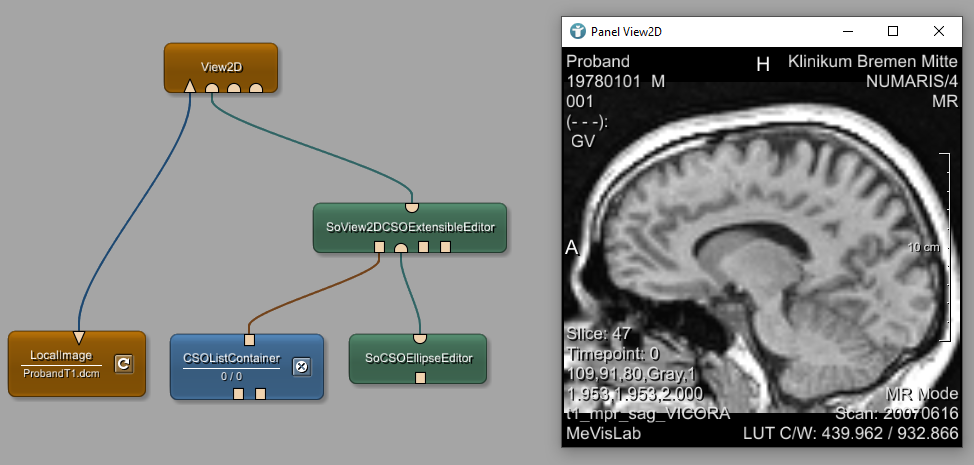 View2D
SoView2DCSOExtensibleEditor
LocalImage
ProbandT1.dcm
CSOListContainer
0 / 0
SoCSOEllipseEditor
Panel View2D
Proband
19780101 M
001
(- - -):
GV
H
Klinikum Bremen Mitte
NUMARIS/4
MR
A
10 cm
Slice: 47
Timepoint: 0
109,91,80,Gray,1
1.953,1.953,2.000
t1_mpr_sag_VICORA
MeVisLab
MR Mode
Scan: 20070616
LUT C/W: 439.962 / 932.866